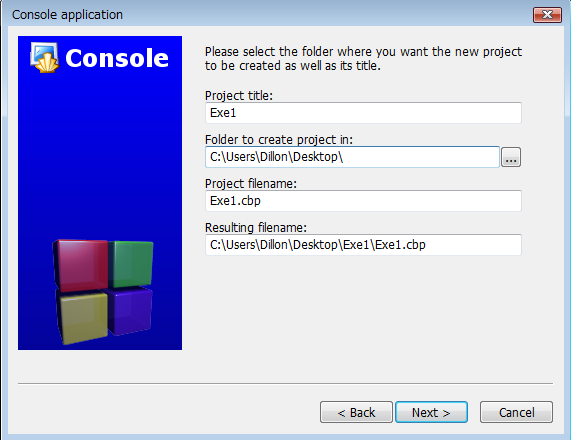 Console application
Console
Please select the folder where you want the new project
to be created as well as its title.
Project title:
Exe1
Folder to create project in:
C:\Users\Dillon\Desktop\
...
Project filename:
Exe1.cbp
Resulting filename:
C:\Users\Dillon\Desktop\Exe1\Exe1.cbp
< Back
Next >
Cancel